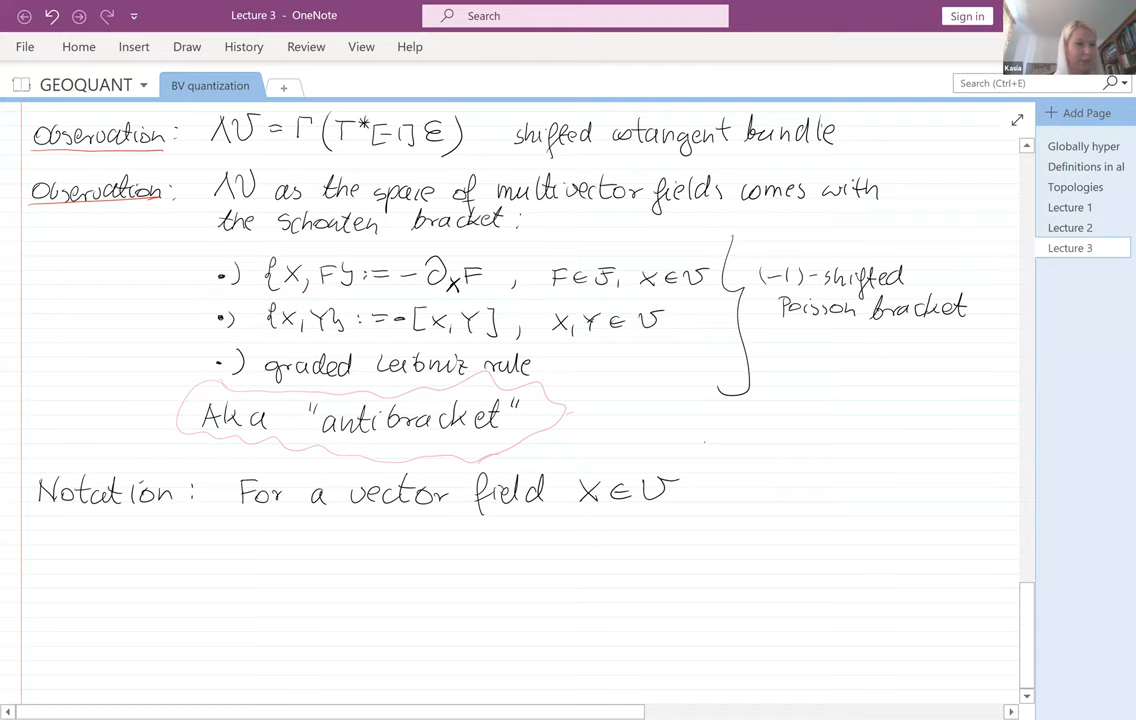 Lecture 3 - OneNote
Search
Sign in
File Home Insert Draw History Review View Help
Kasia
GEOQUANT
BV quantization
Search (Ctrl+E)
Add Page
Globally hyper
Definitions in al
Topologies
Lecture 1
Lecture 2
Lecture 3
Observation: ΛV = Γ(T*[-1]E) shifted cotangent bundle
Observation: ΛV as the space of multivector fields comes with
the Schouten bracket:
•) {X, F} := -∂_X F , F ∈ F, X ∈ V
•) {X, Y} := -[X, Y] , X, Y ∈ V
•) graded Leibniz rule
(-1)-shifted
Poisson bracket
Aka "antibracket"
Notation: For a vector field X ∈ V